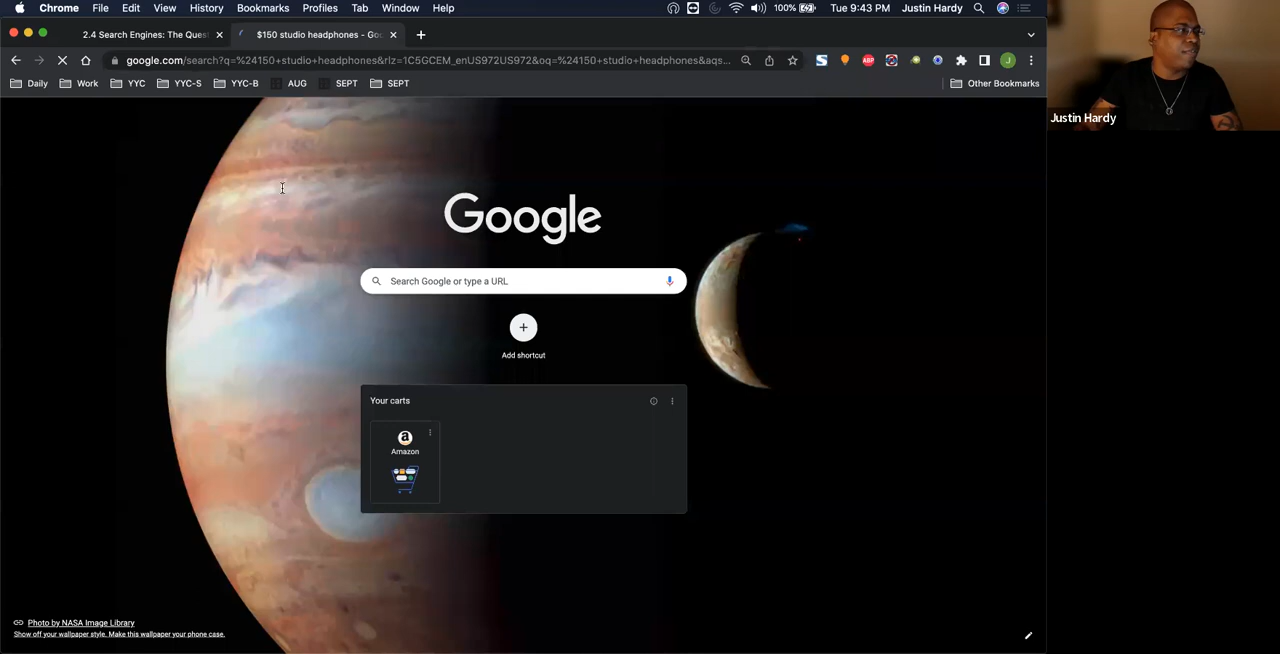 Chrome File Edit View History Bookmarks Profiles Tab Window Help 100% Tue 9:43 PM Justin Hardy
2.4 Search Engines: The Quest $150 studio headphones - Goo
google.com/search?q=%24150+studio+headphones&rlz=1C5GCEM_enUS972US972&oq=%24150+studio+headphones&aqs...
ABP J
Daily Work YYC YYC-S YYC-B AUG SEPT SEPT Other Bookmarks
Justin Hardy
Google
Search Google or type a URL
Add shortcut
Your carts
a
Amazon
Photo by NASA Image Library
Show off your wallpaper style. Make this wallpaper your phone case.